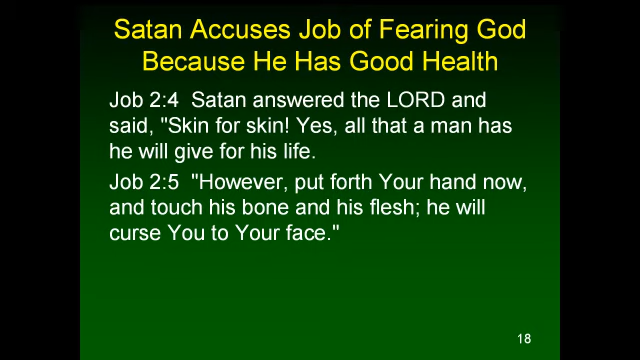 Satan Accuses Job of Fearing God
Because He Has Good Health
Job 2:4  Satan answered the LORD and
said, "Skin for skin! Yes, all that a man has
he will give for his life.
Job 2:5  "However, put forth Your hand now,
and touch his bone and his flesh; he will
curse You to Your face."
18